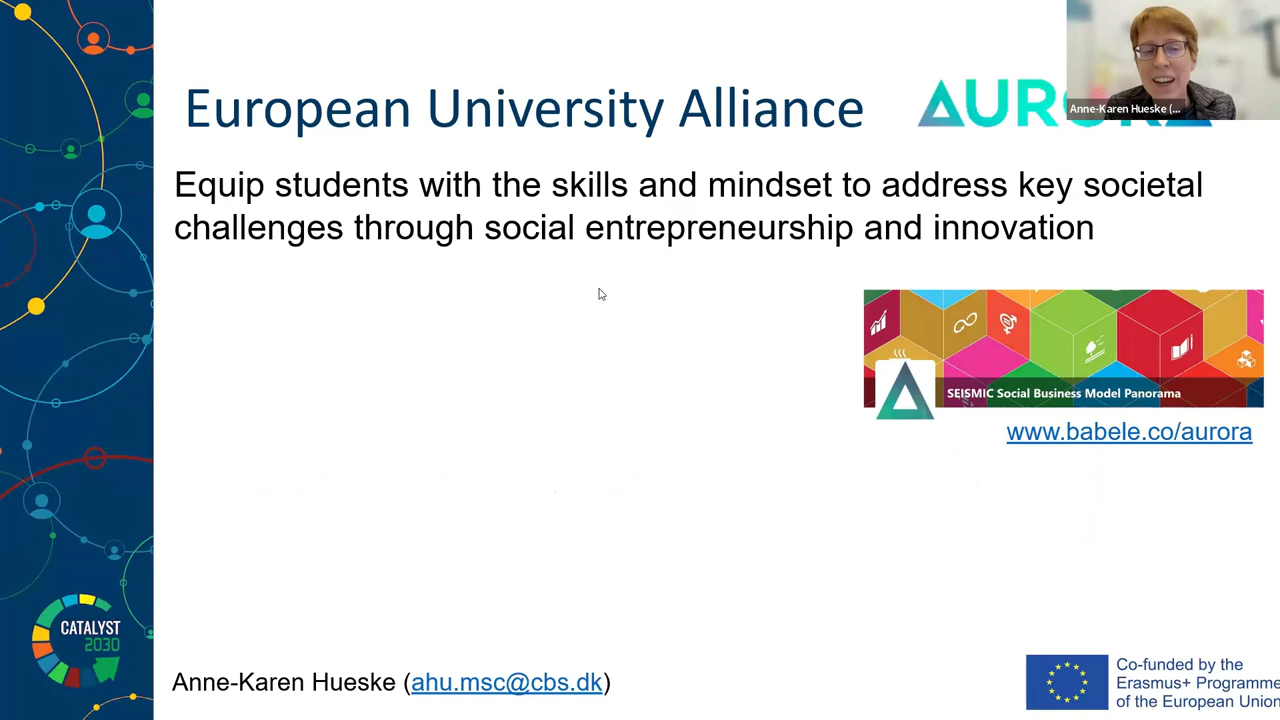 European University Alliance
Anne-Karen Hueske (...
Equip students with the skills and mindset to address key societal
challenges through social entrepreneurship and innovation
SEISMIC Social Business Model Panorama
www.babele.co/aurora
CATALYST
2030
Anne-Karen Hueske (ahu.msc@cbs.dk)
Co-funded by the
Erasmus+ Programme
of the European Union